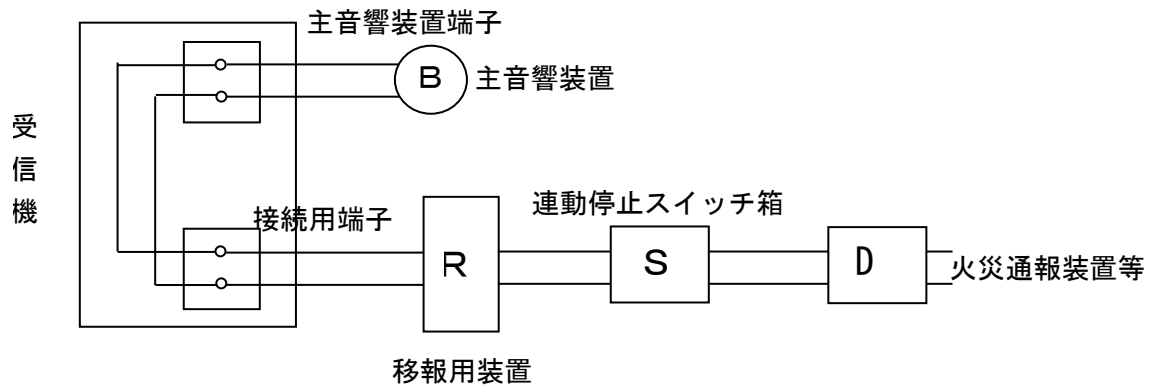 主音響装置端子
B
主音響装置
受信機
接続用端子
連動停止スイッチ箱
R
S
D
火災通報装置等
移報用装置